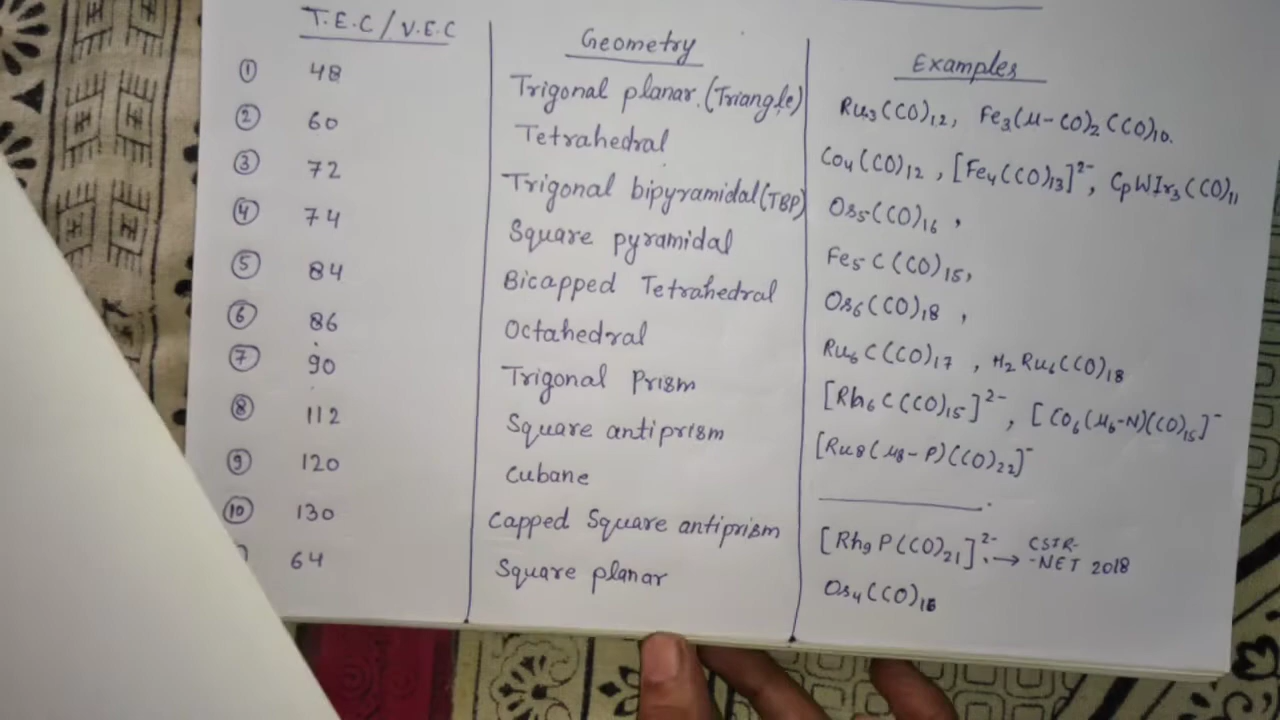 T.E.C / V.E.C Geometry Examples
① 48 Trigonal planar (Triangle) Ru₃(CO)₁₂, Fe₃(μ-CO)₂(CO)₁₀.
② 60 Tetrahedral Co₄(CO)₁₂, [Fe₄(CO)₁₃]²⁻, CpWIr₃(CO)₁₁
③ 72 Trigonal bipyramidal (TBP) Os₅(CO)₁₆,
④ 74 Square pyramidal Fe₅C(CO)₁₅,
⑤ 84 Bicapped Tetrahedral Os₆(CO)₁₈,
⑥ 86 Octahedral Ru₆C(CO)₁₇, H₂Ru₆(CO)₁₈
⑦ 90 Trigonal Prism [Rh₆C(CO)₁₅]²⁻, [Co₆(μ₆-N)(CO)₁₅]⁻
⑧ 112 Square antiprism [Ru₈(μ₈-P)(CO)₂₂]⁻
⑨ 120 Cubane
⑩ 130 Capped Square antiprism [Rh₉P(CO)₂₁]²⁻. → CSIR-
-NET 2018
64 Square planar Os₄(CO)₁₆